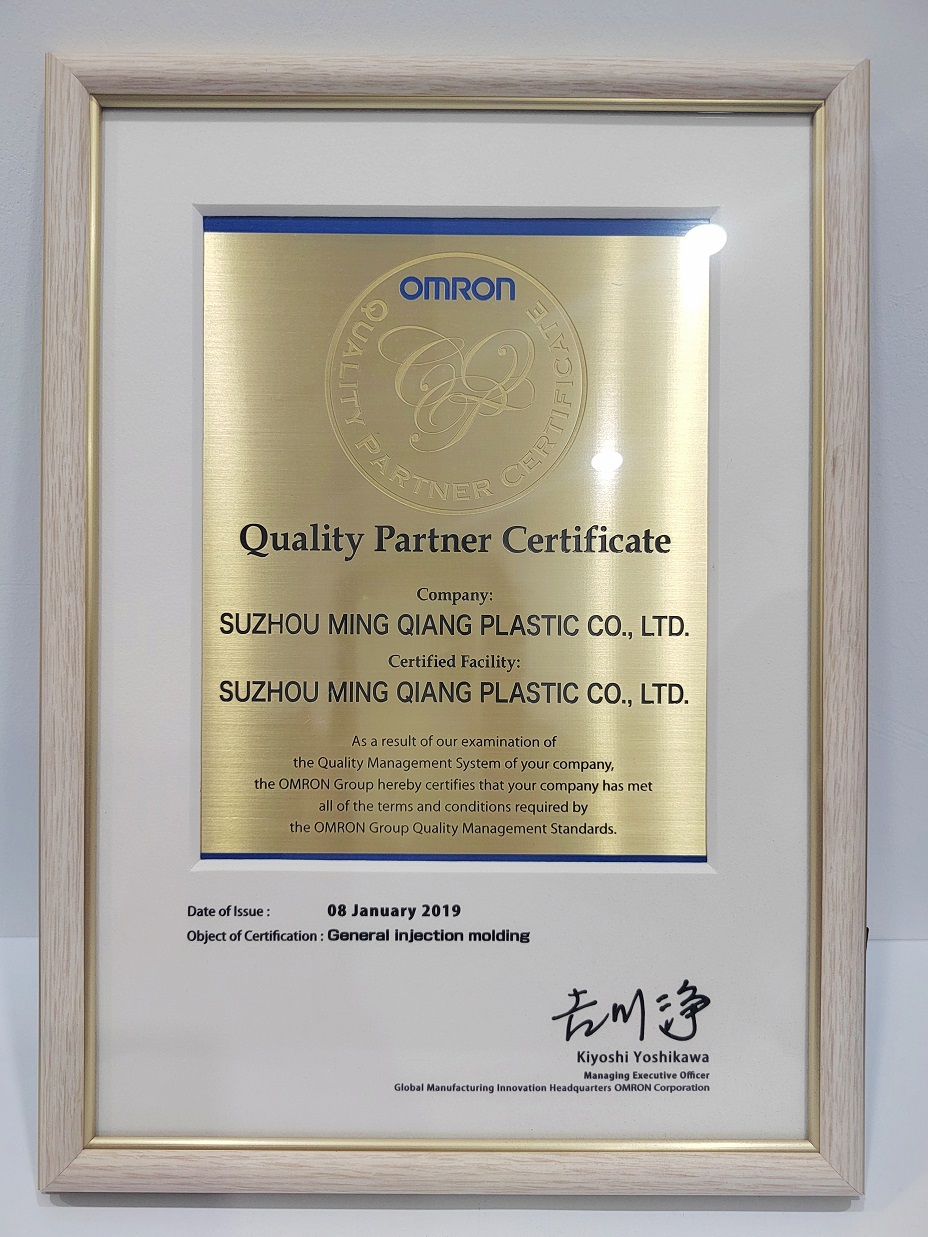 OMRON
QUALITY PARTNER CERTIFICATE
Quality Partner Certificate
Company:
SUZHOU MING QIANG PLASTIC CO., LTD.
Certified Facility:
SUZHOU MING QIANG PLASTIC CO., LTD.
As a result of our examination of
the Quality Management System of your company,
the OMRON Group hereby certifies that your company has met
all of the terms and conditions required by
the OMRON Group Quality Management Standards.
Date of Issue : 08 January 2019
Object of Certification : General injection molding
吉川淨
Kiyoshi Yoshikawa
Managing Executive Officer
Global Manufacturing Innovation Headquarters OMRON Corporation